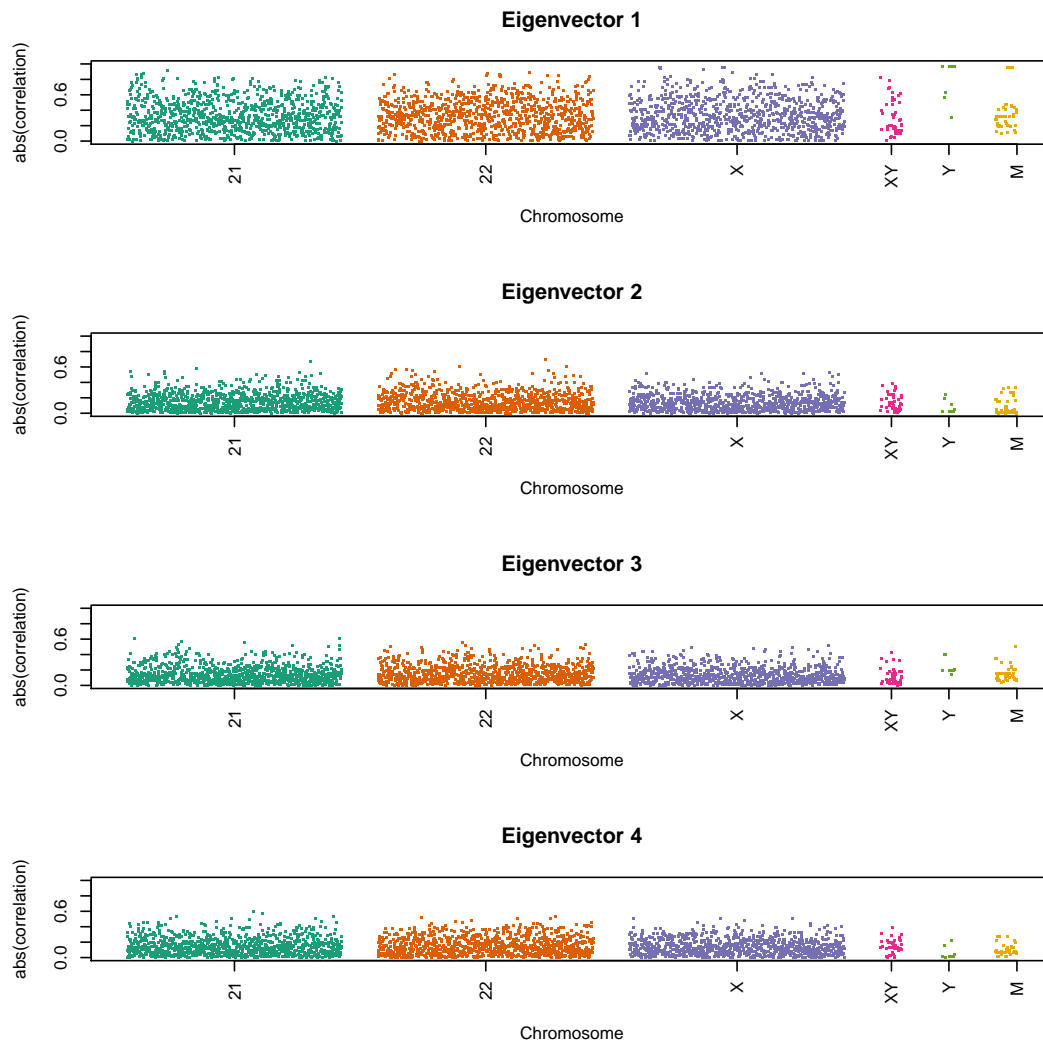 Eigenvector 1
abs(correlation)
0.6
0.0
21 22 X XY Y M
Chromosome
Eigenvector 2
abs(correlation)
0.6
0.0
21 22 X XY Y M
Chromosome
Eigenvector 3
abs(correlation)
0.6
0.0
21 22 X XY Y M
Chromosome
Eigenvector 4
abs(correlation)
0.6
0.0
21 22 X XY Y M
Chromosome